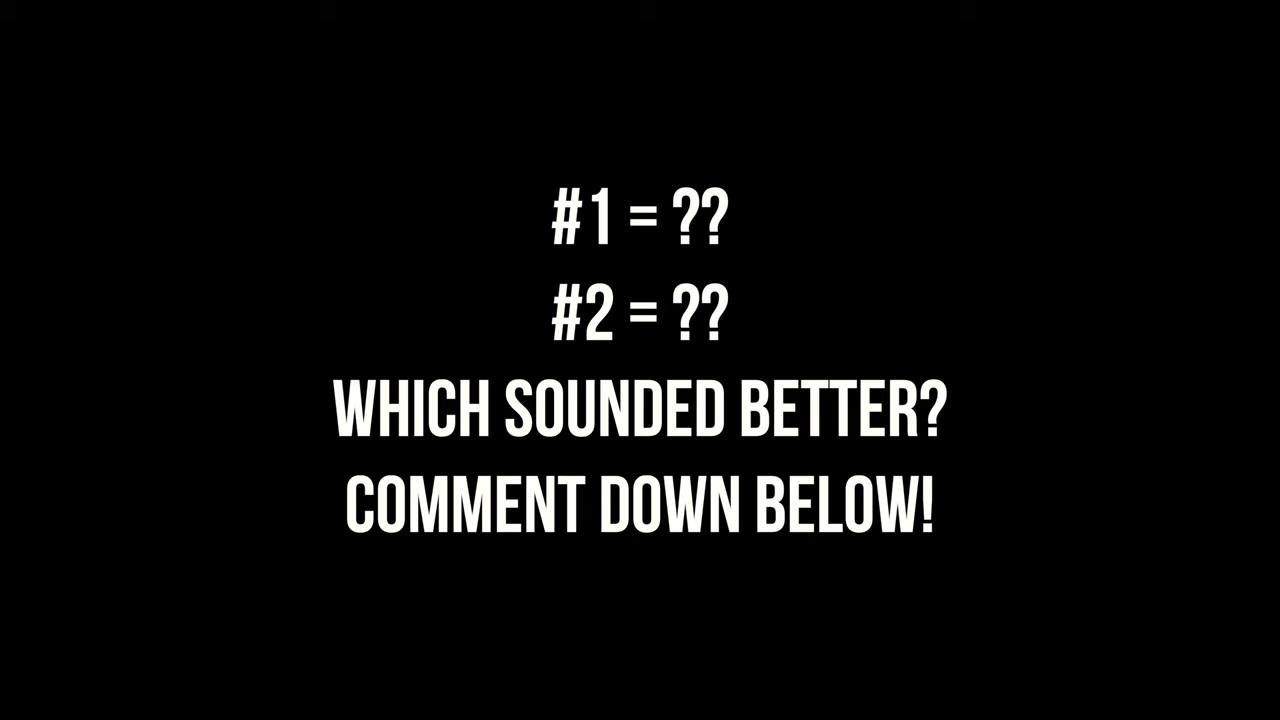 #1 = ??
#2 = ??
WHICH SOUNDED BETTER?
COMMENT DOWN BELOW!